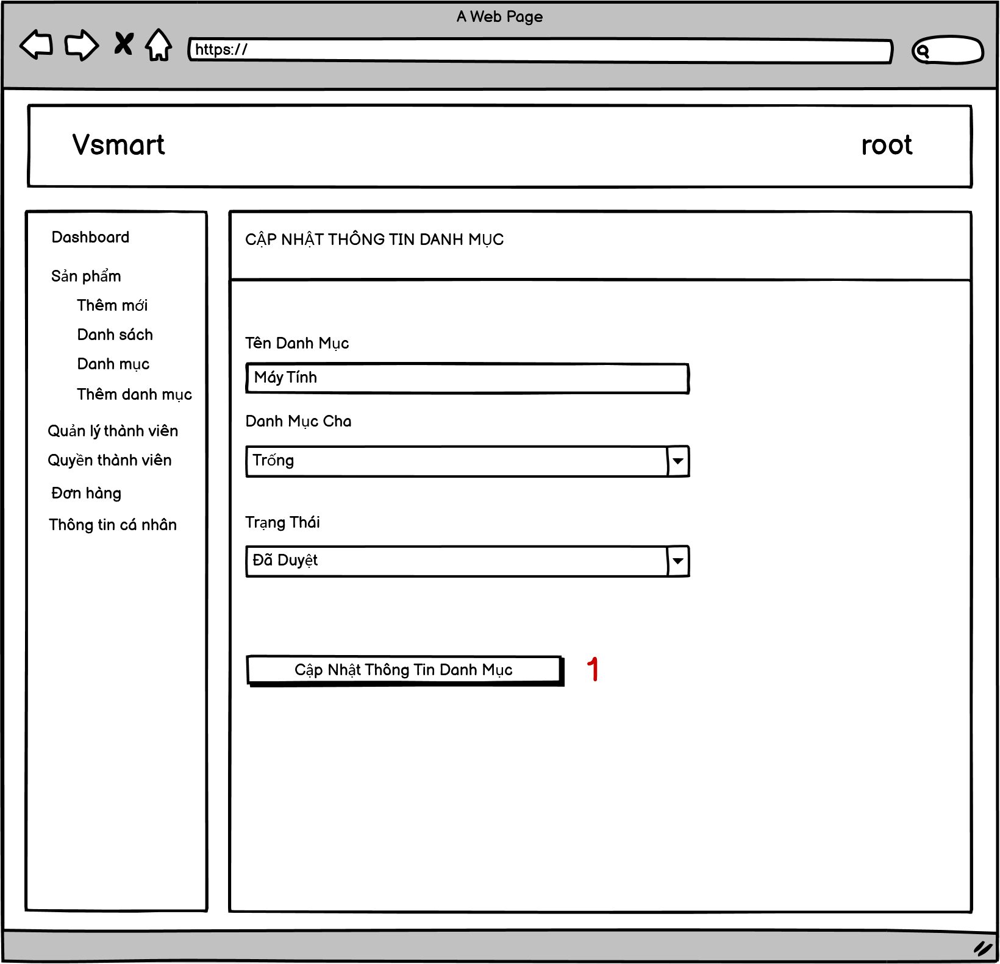 A Web Page
https://
Vsmart
root
Dashboard
Sản phẩm
Thêm mới
Danh sách
Danh mục
Thêm danh mục
Quản lý thành viên
Quyền thành viên
Đơn hàng
Thông tin cá nhân
CẬP NHẬT THÔNG TIN DANH MỤC
Tên Danh Mục
Máy Tính
Danh Mục Cha
Trống
Trạng Thái
Đã Duyệt
Cập Nhật Thông Tin Danh Mục
1